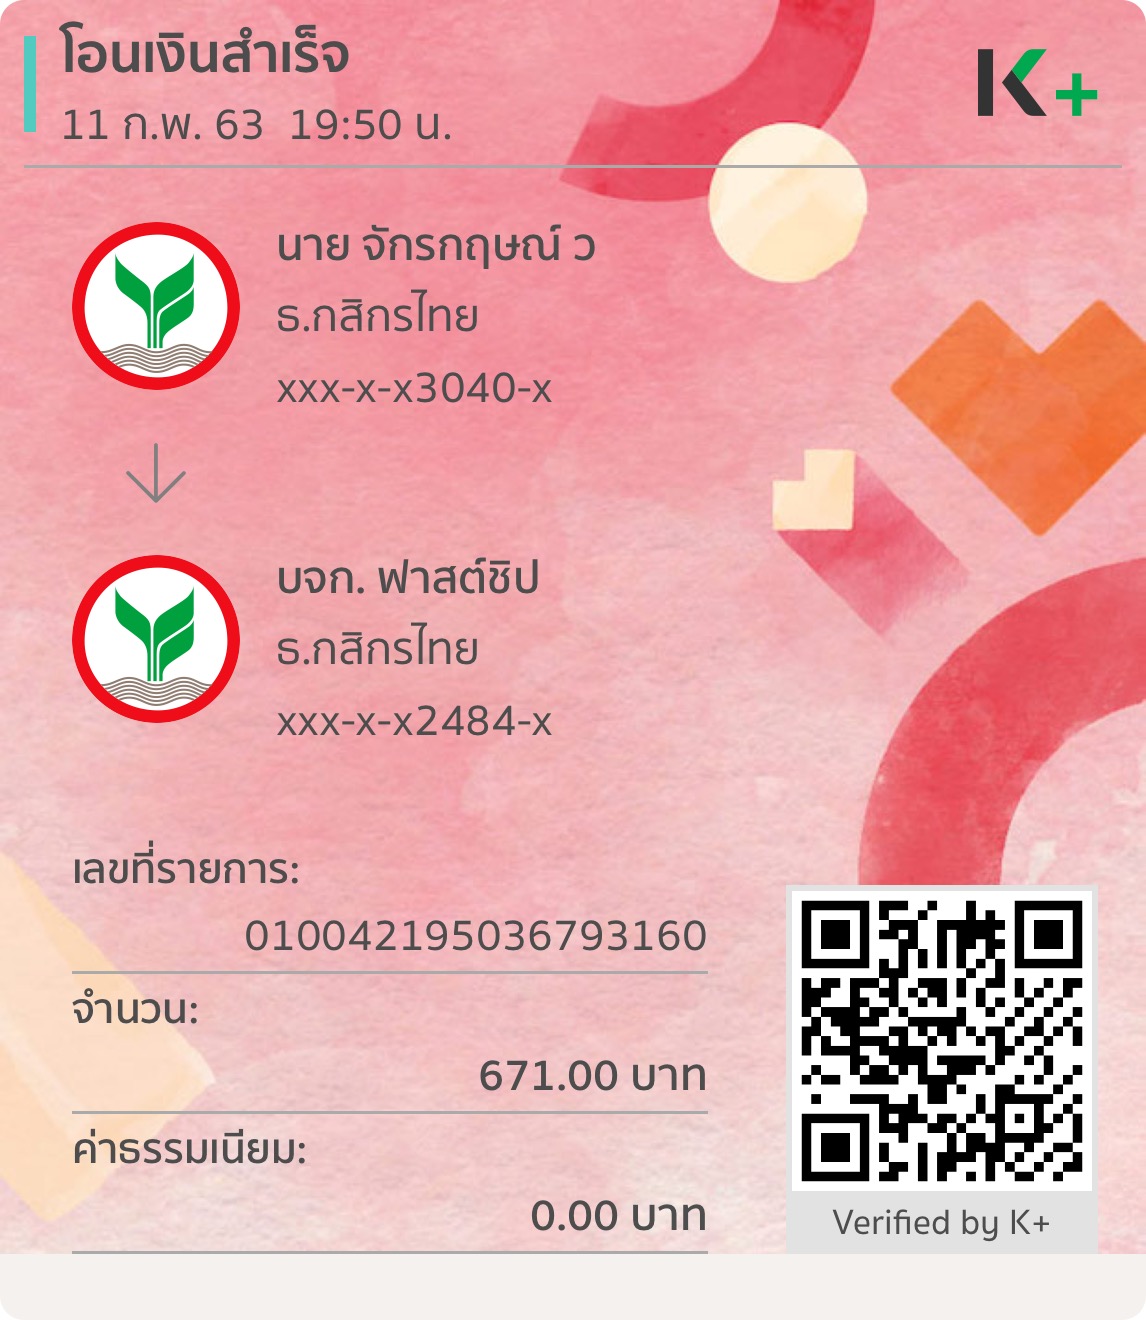 โอนเงินสำเร็จ
11 ก.พ. 63 19:50 น.
K+
นาย จักรกฤษณ์ ว
ธ.กสิกรไทย
xxx-x-x3040-x
บจก. ฟาสต์ชิป
ธ.กสิกรไทย
xxx-x-x2484-x
เลขที่รายการ:
010042195036793160
จำนวน:
671.00 บาท
ค่าธรรมเนียม:
0.00 บาท
Verified by K+